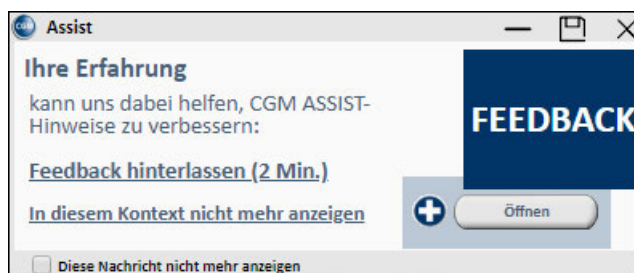 CGM Assist
Ihre Erfahrung
kann uns dabei helfen, CGM ASSIST-
Hinweise zu verbessern:
FEEDBACK
Feedback hinterlassen (2 Min.)
In diesem Kontext nicht mehr anzeigen
Öffnen
Diese Nachricht nicht mehr anzeigen